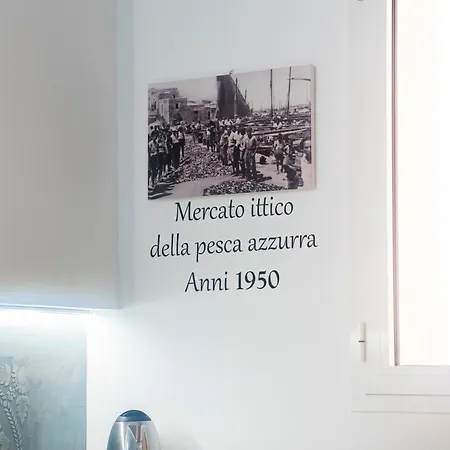 Mercato ittico
della pesca azzurra
Anni 1950